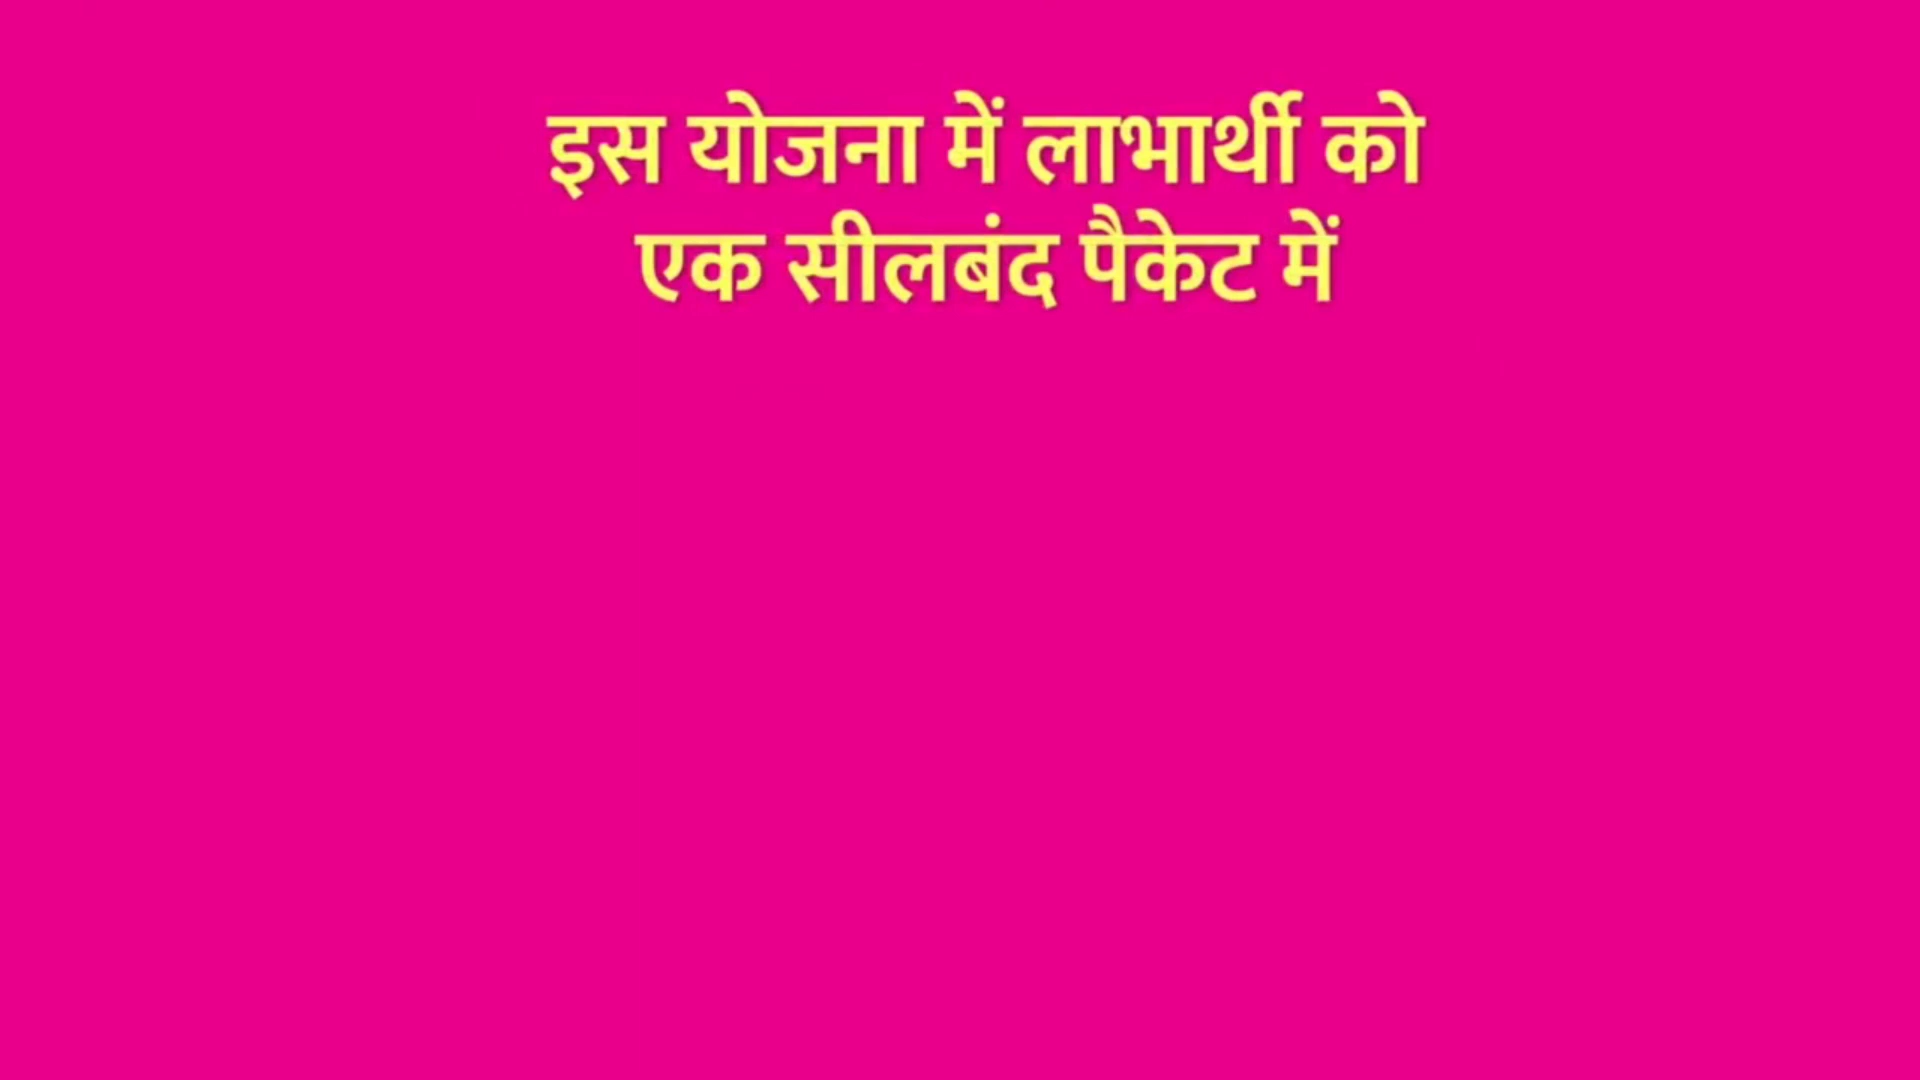 इस योजना में लाभार्थी को
एक सीलबंद पैकेट में